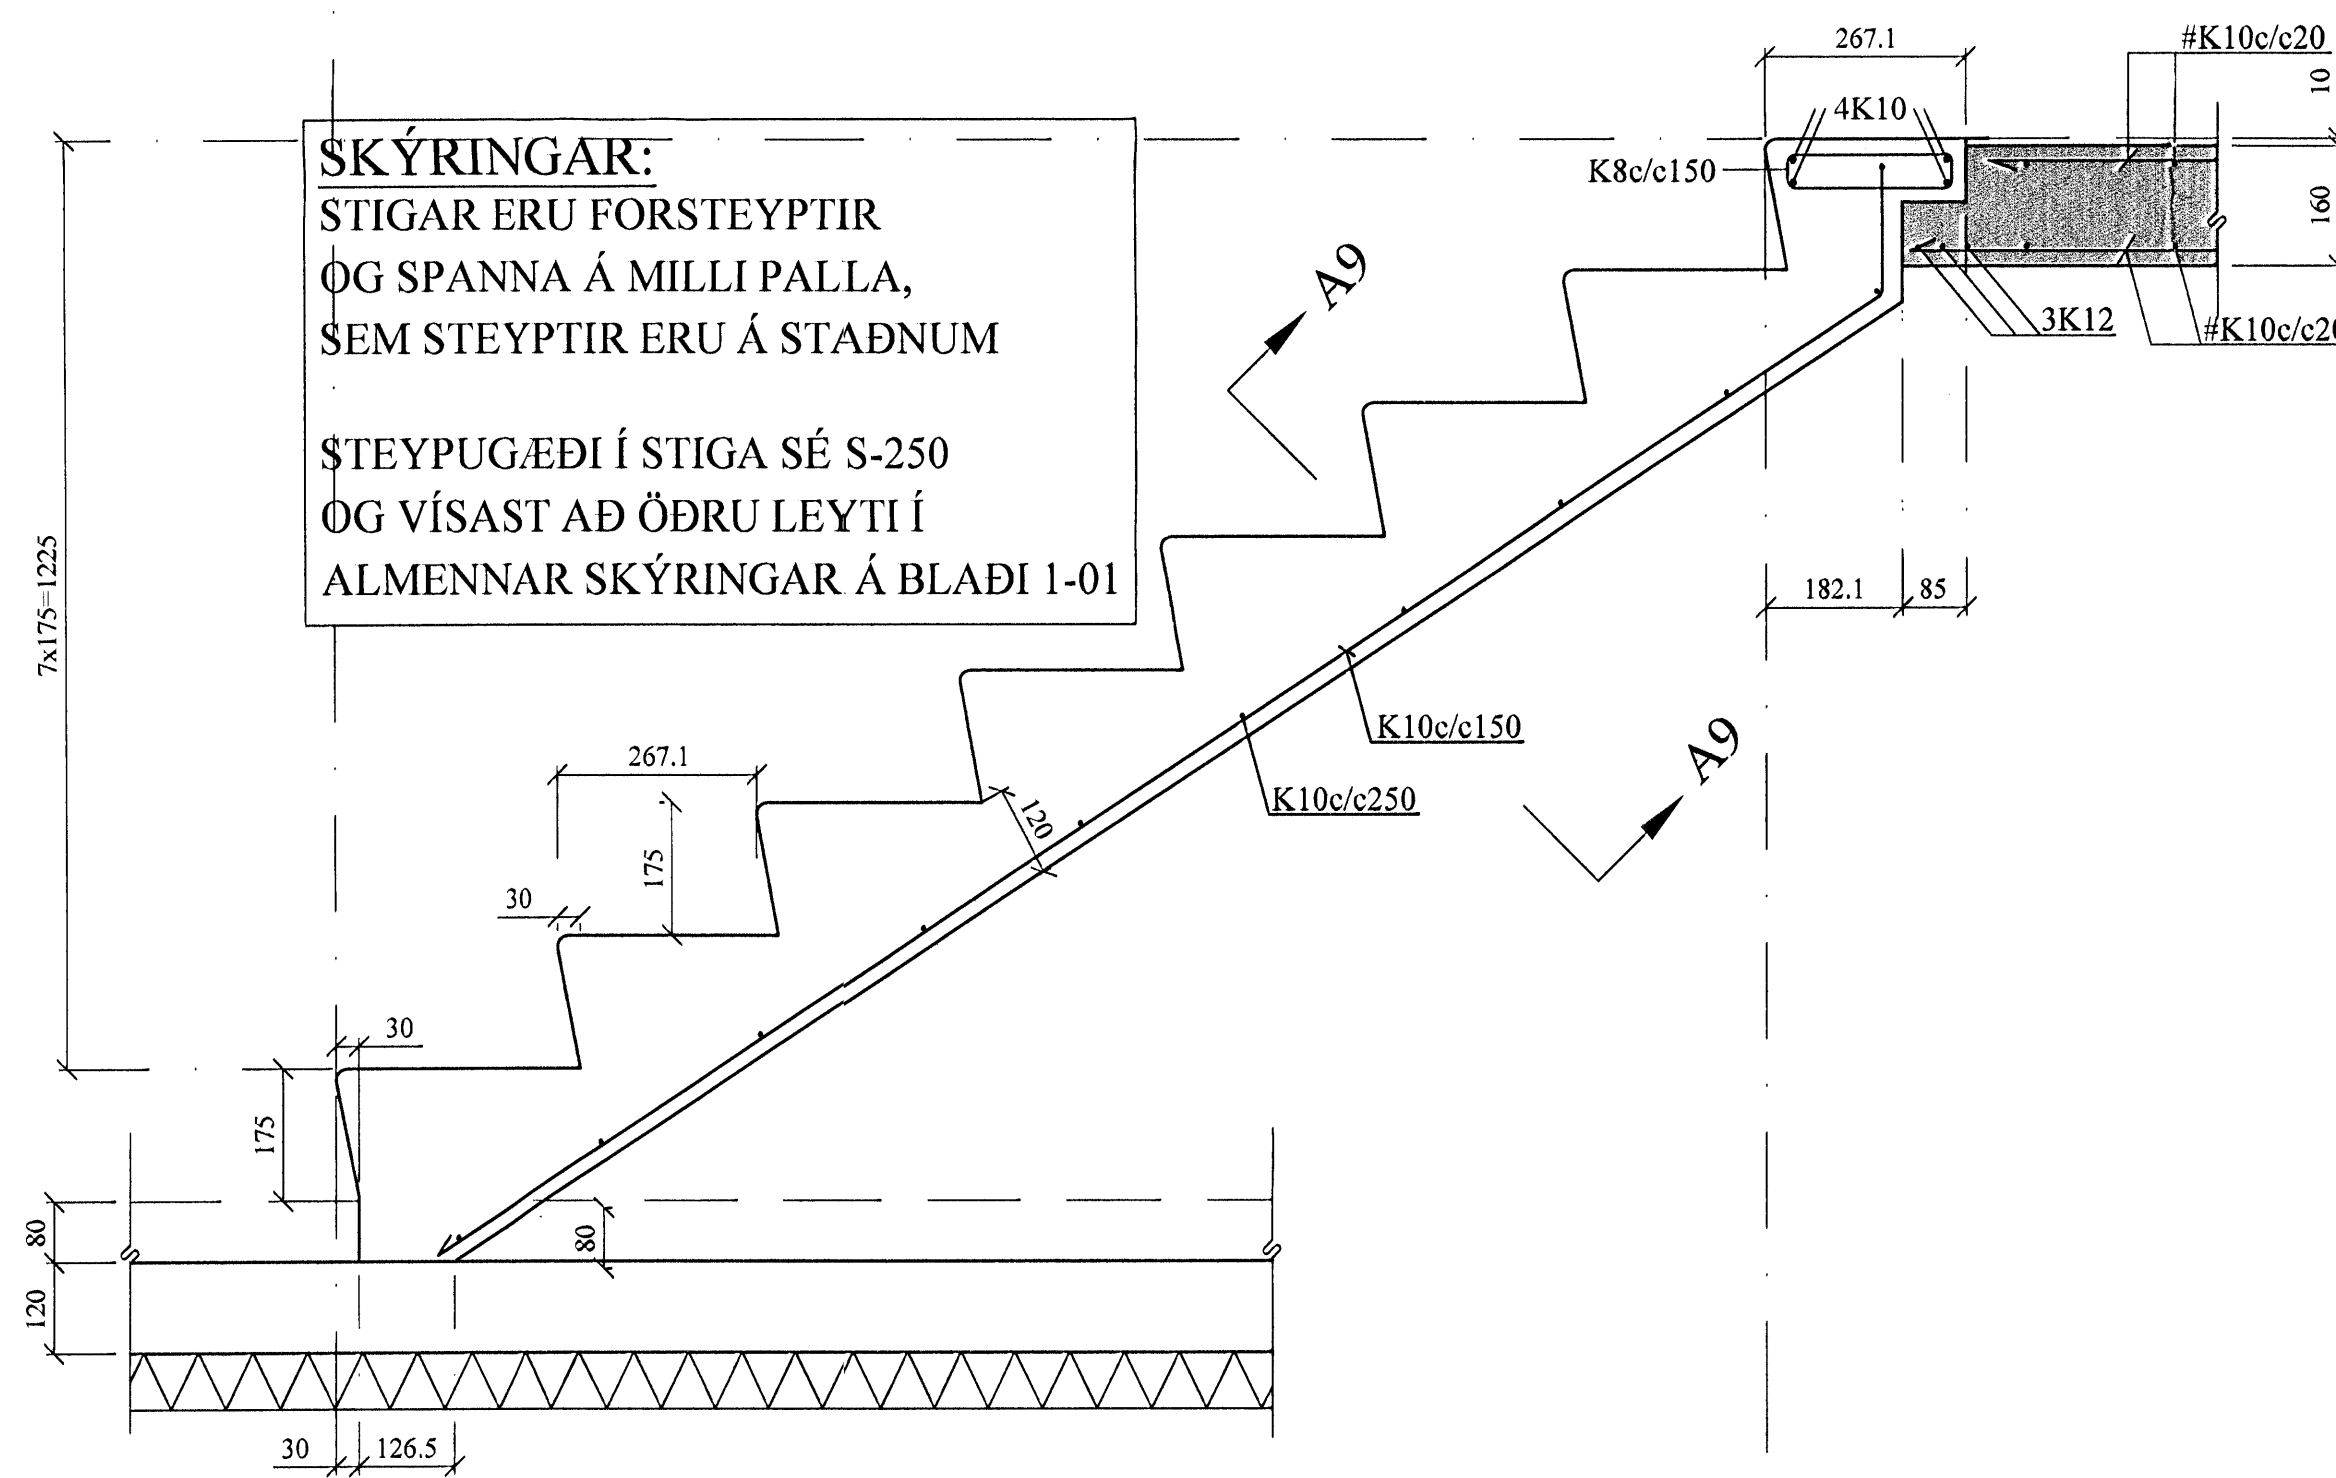 267.1
#K10c/c20
10
4K10
K8c/c150
160
SKÝRINGAR:
STIGAR ERU FORSTEYPTIR
OG SPANNA Á MILLI PALLA,
SEM STEYPTIR ERU Á STAÐNUM
STEYPUGÆÐI Í STIGA SÉ S-250
OG VÍSAST AÐ ÖÐRU LEYTI Í
ALMENNAR SKÝRINGAR Á BLAÐI 1-01
A9
3K12
#K10c/c20
7x175=1225
182.1
85
K10c/c150
A9
267.1
K10c/c250
120
175
30
30
175
80
80
120
30
126.5